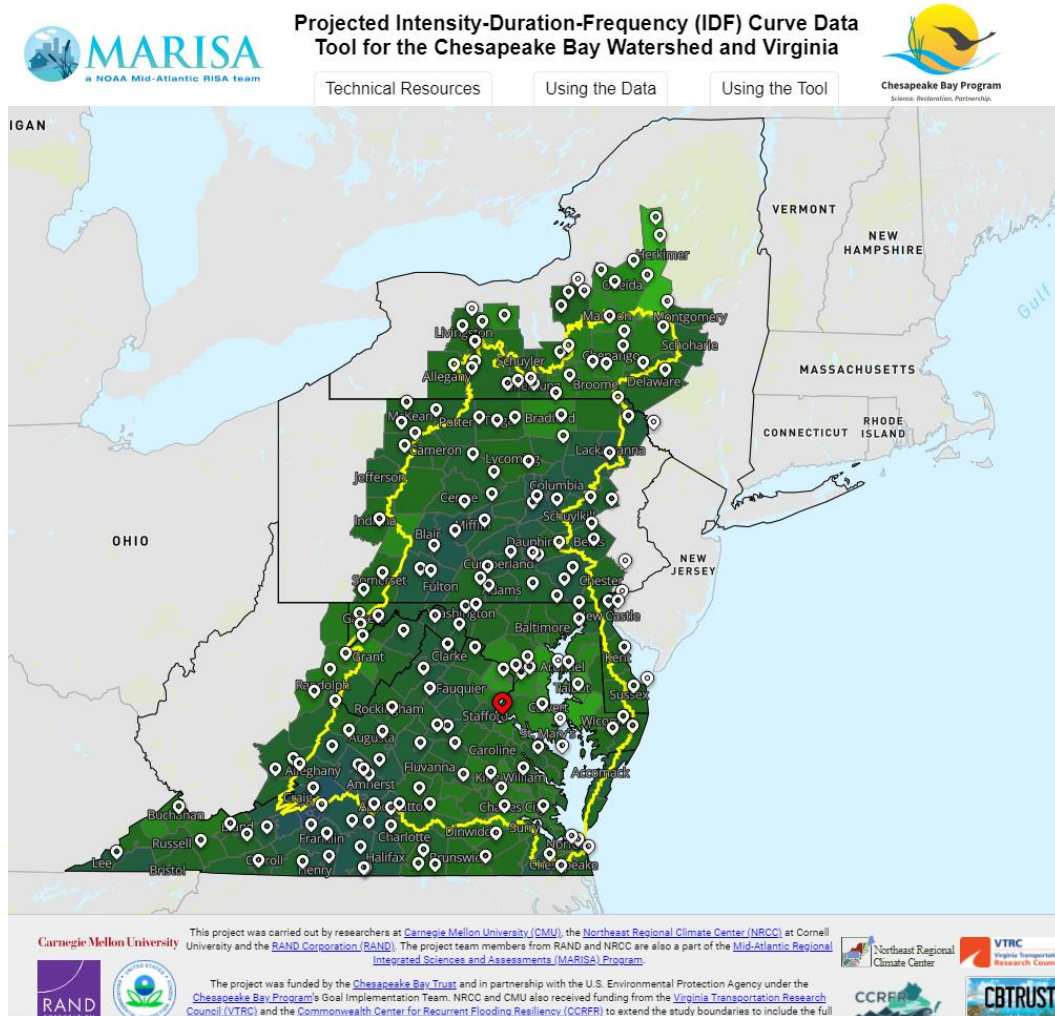 MARISA
a NOAA Mid-Atlantic RISA team
Projected Intensity-Duration-Frequency (IDF) Curve Data
Tool for the Chesapeake Bay Watershed and Virginia
Technical Resources
Using the Data
Using the Tool
Chesapeake Bay Program
Science. Restoration. Partnership.
IGAN
VERMONT
NEW
HAMPSHIRE
Herkimer
Oneida
Gulf
Madison
Montgomery
Livingston
Schoharie
Schuyler
Chenango
Allegany
Broome
Delaware
MASSACHUSETTS
McKean
Potter
Bradford
RHODE
ISLAND
CONNECTICUT
Cameron
Lackawanna
Lycoming
Jefferson
Columbia
Centre
Indiana
Schuylkill
Mifflin
OHIO
Blair
Dauphin
Berks
NEW
JERSEY
Cumberland
Somerset
Fulton
Adams
Chester
Washington
New Castle
Baltimore
Grant
Clarke
Kent
Randolph
Fauquier
Talbot
Sussex
Rockingham
Stafford
Calvert
Augusta
St. Mary's
Caroline
Accomack
Alleghany
Fluvanna
King William
Amherst
Craig
Buchanan
Charles City
Surry
Russell
Franklin
Charlotte
Dinwiddie
Lee
Carroll
Halifax
Brunswick
Chesapeake
Bristol
Henry
Carnegie Mellon University
This project was carried out by researchers at Carnegie Mellon University (CMU), the Northeast Regional Climate Center (NRCC) at Cornell
University and the RAND Corporation (RAND). The project team members from RAND and NRCC are also a part of the Mid-Atlantic Regional
Integrated Sciences and Assessments (MARISA) Program.
Northeast Regional
Climate Center
VTRC
Virginia Transportation
Research Council
The project was funded by the Chesapeake Bay Trust and in partnership with the U.S. Environmental Protection Agency under the
Chesapeake Bay Program's Goal Implementation Team. NRCC and CMU also received funding from the Virginia Transportation Research
Council (VTRC) and the Commonwealth Center for Recurrent Flooding Resiliency (CCRFR) to extend the study boundaries to include the full
RAND
CCRFR
CBTRUST